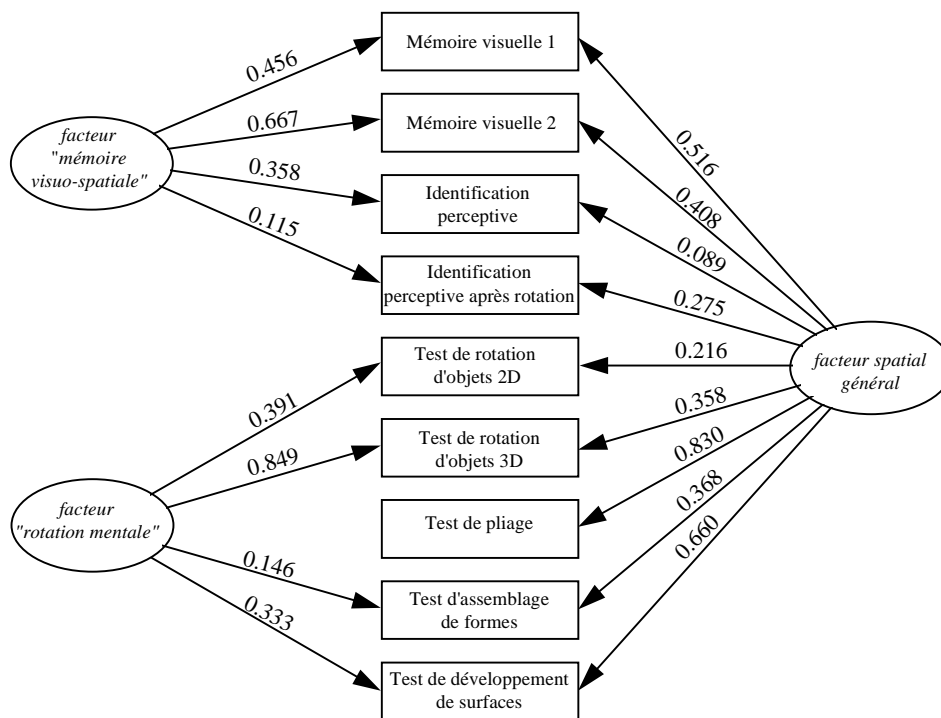 Mémoire visuelle 1
0.456
0.667
Mémoire visuelle 2
facteur
"mémoire
visuo-spatiale"
0.358
Identification
perceptive
0.115
Identification
perceptive après rotation
0.516
0.408
0.089
0.275
0.216
facteur spatial
général
Test de rotation
d'objets 2D
0.391
0.358
Test de rotation
d'objets 3D
0.849
0.830
0.368
0.660
facteur
"rotation mentale"
Test de pliage
0.146
Test d'assemblage
de formes
0.333
Test de développement
de surfaces